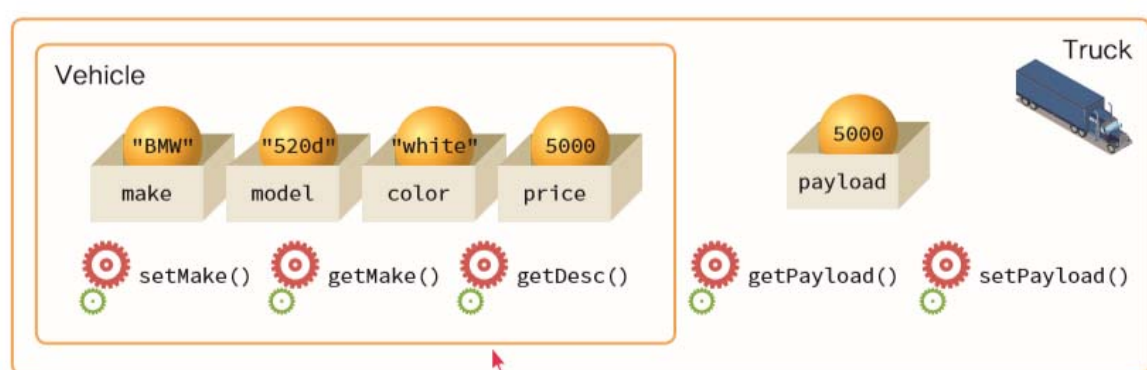 Truck
Vehicle
"BMW" "520d" "white" 5000 5000
make model color price payload
setMake() getMake() getDesc() getPayload() setPayload()